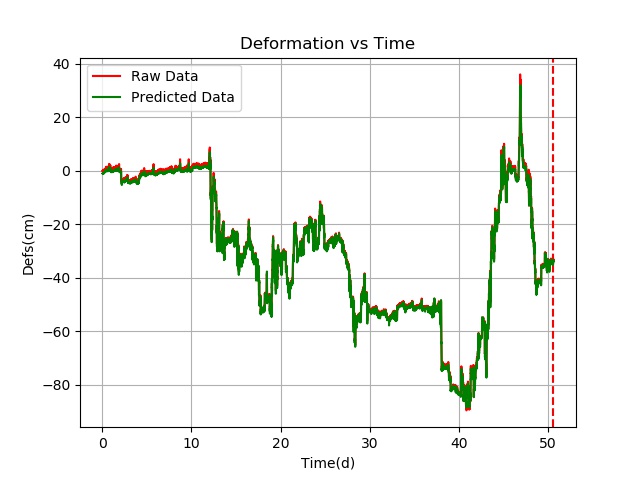 Deformation vs Time
Raw Data
Predicted Data
40
20
0
−20
−40
−60
−80
Defs(cm)
0 10 20 30 40 50
Time(d)